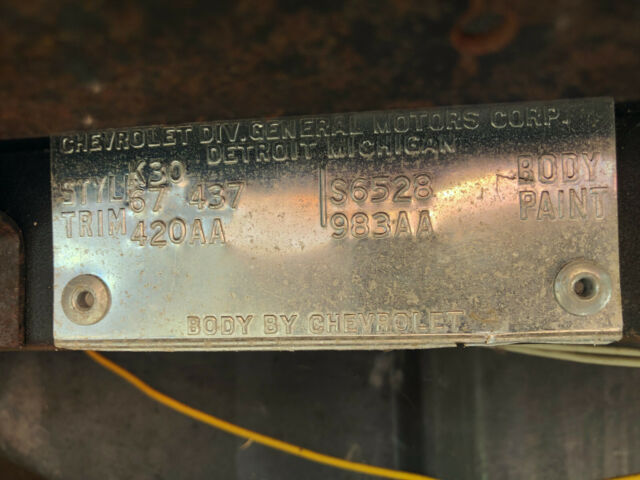 CHEVROLET DIV. GENERAL MOTORS CORP.
DETROIT MICHIGAN
K30
STYLE 67 437 S6528 BODY
TRIM 420AA 983AA PAINT
BODY BY CHEVROLET